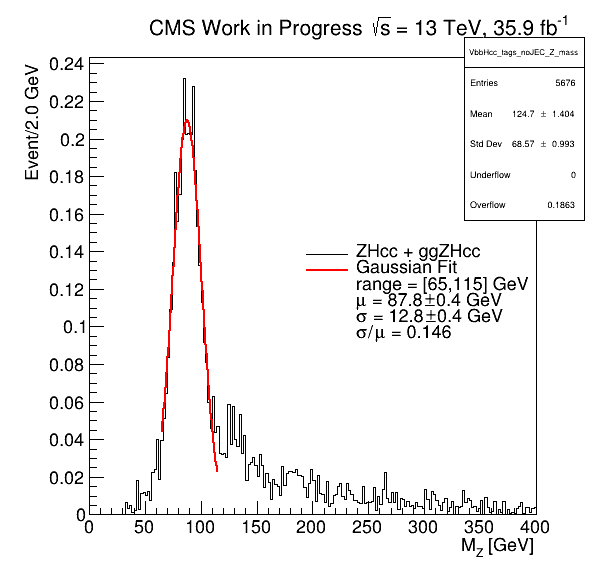 CMS Work in Progress √s = 13 TeV, 35.9 fb⁻¹
VbbHcc_tags_noJEC_Z_mass
Entries 5676
Mean 124.7 ± 1.404
Std Dev 68.57 ± 0.993
Underflow 0
Overflow 0.1863
Event/2.0 GeV
0.24
0.22
0.2
0.18
0.16
0.14
0.12
0.1
0.08
0.06
0.04
0.02
0
ZHcc + ggZHcc
Gaussian Fit
range = [65,115] GeV
μ = 87.8±0.4 GeV
σ = 12.8±0.4 GeV
σ/μ = 0.146
0 50 100 150 200 250 300 350 400
M_Z [GeV]